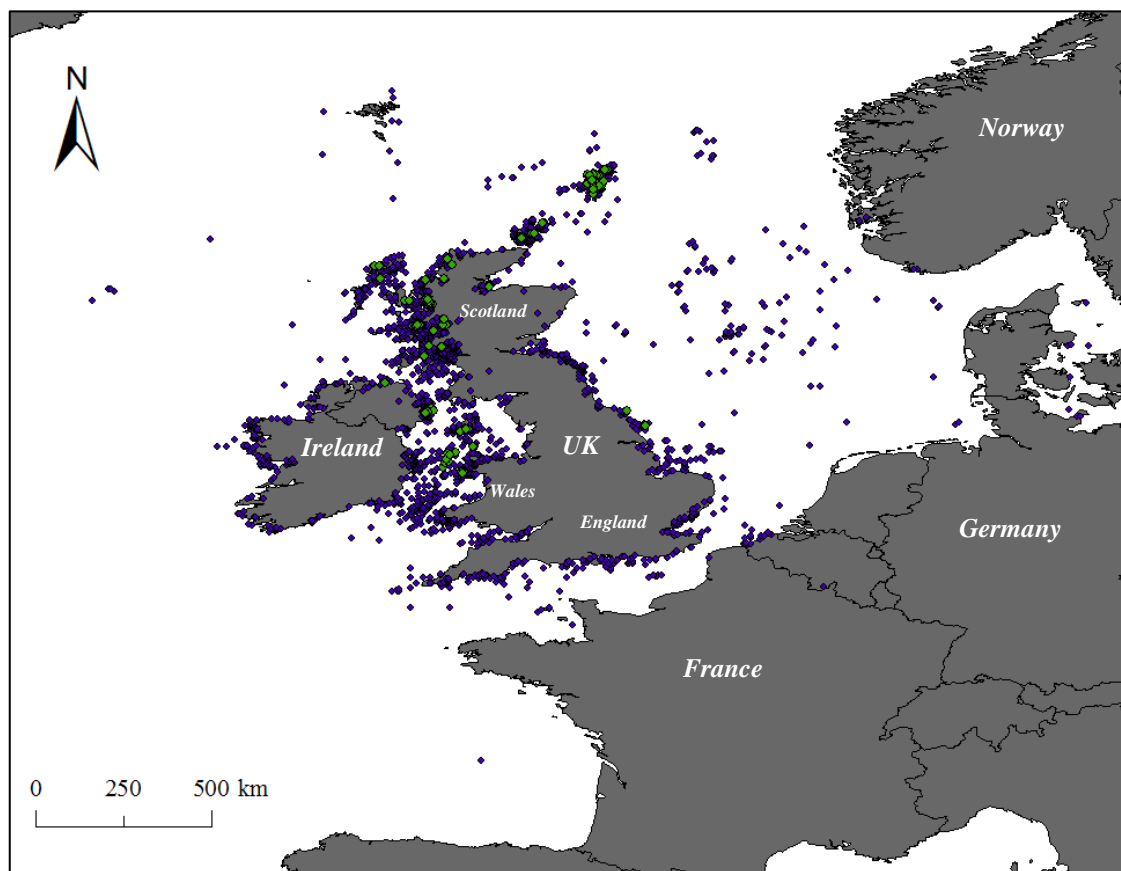 N
Norway
Scotland
Ireland
UK
Wales
England
Germany
France
0 250 500 km